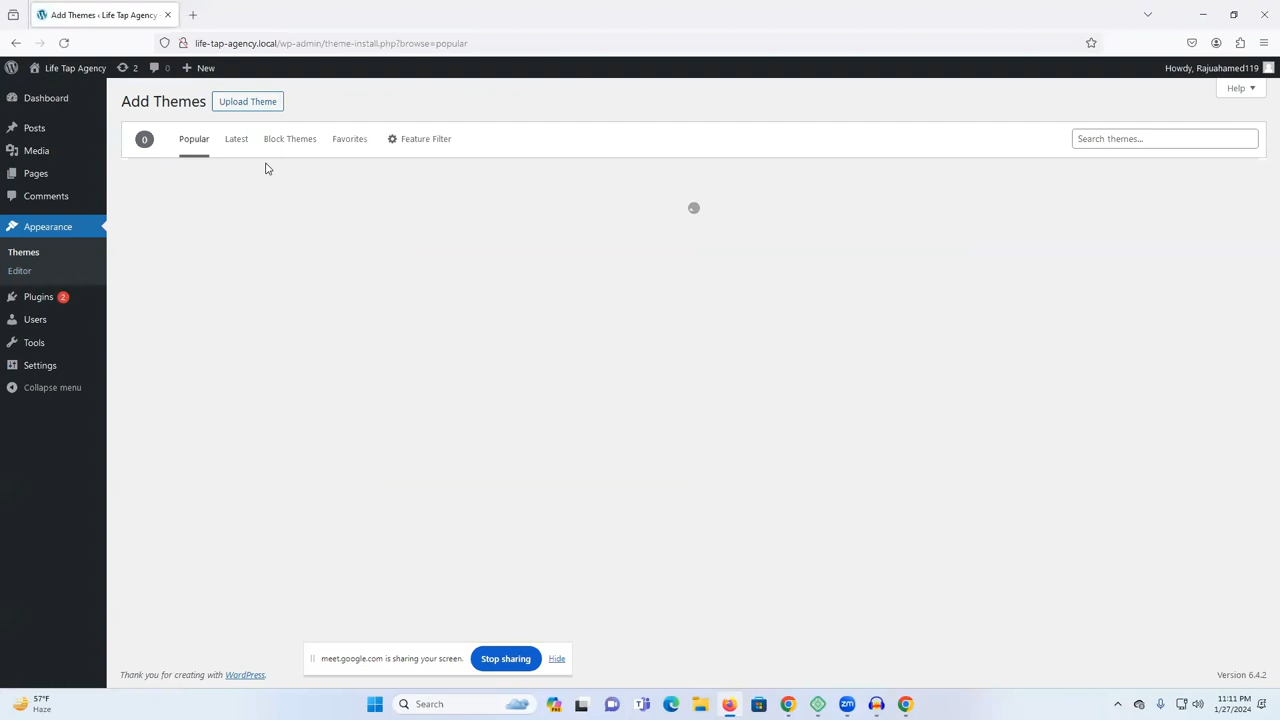 Add Themes ‹ Life Tap Agency
life-tap-agency.local/wp-admin/theme-install.php?browse=popular
Life Tap Agency 2 0 New Howdy, Rajuahamed119
Help
Add Themes Upload Theme
0 Popular Latest Block Themes Favorites Feature Filter Search themes...
Dashboard
Posts
Media
Pages
Comments
Appearance
Themes
Editor
Plugins 2
Users
Tools
Settings
Collapse menu
meet.google.com is sharing your screen. Stop sharing Hide
Thank you for creating with WordPress. Version 6.4.2
57°F
Haze
Search
11:11 PM
1/27/2024